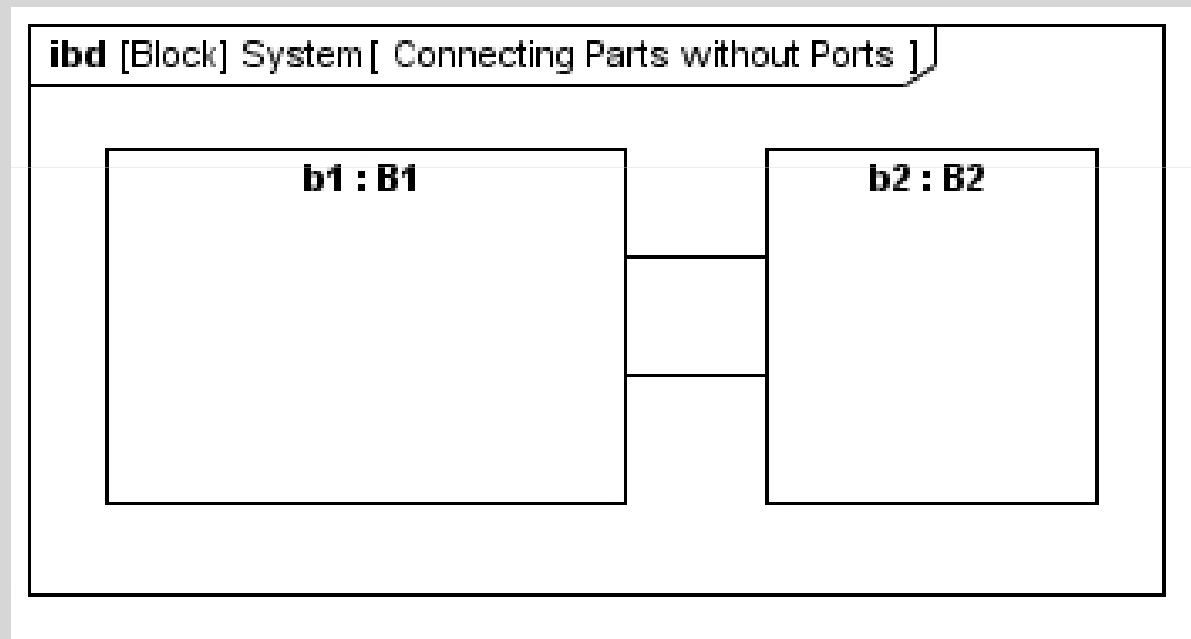 ibd [Block] System [ Connecting Parts without Ports ]
b1 : B1
b2 : B2